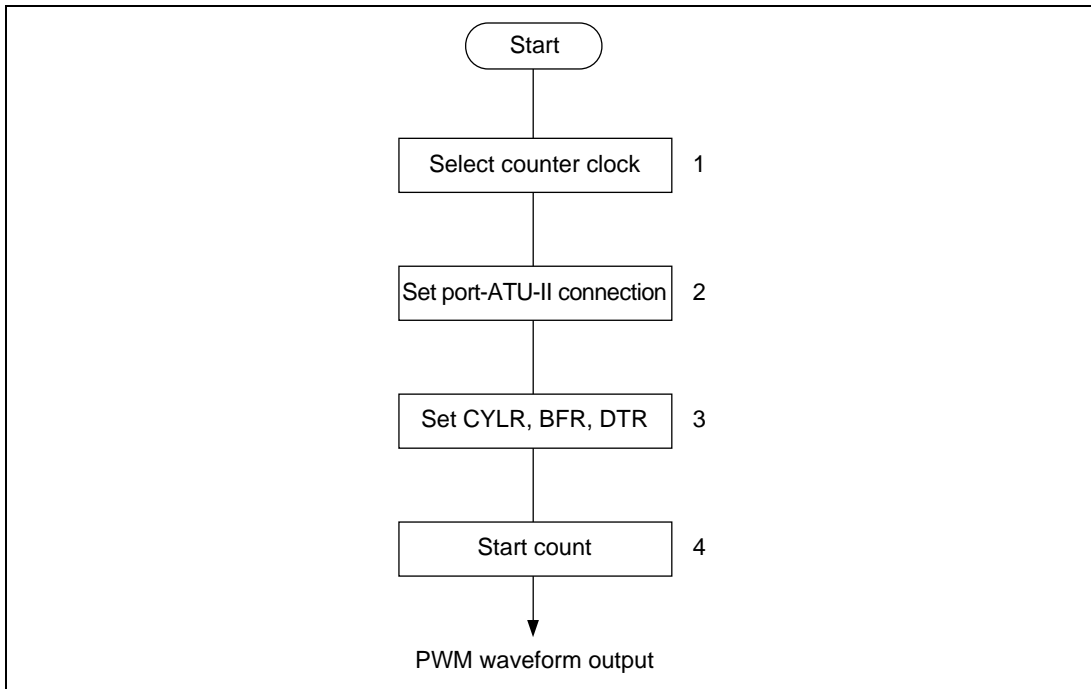 Start
Select counter clock 1
Set port-ATU-II connection 2
Set CYLR, BFR, DTR 3
Start count 4
PWM waveform output